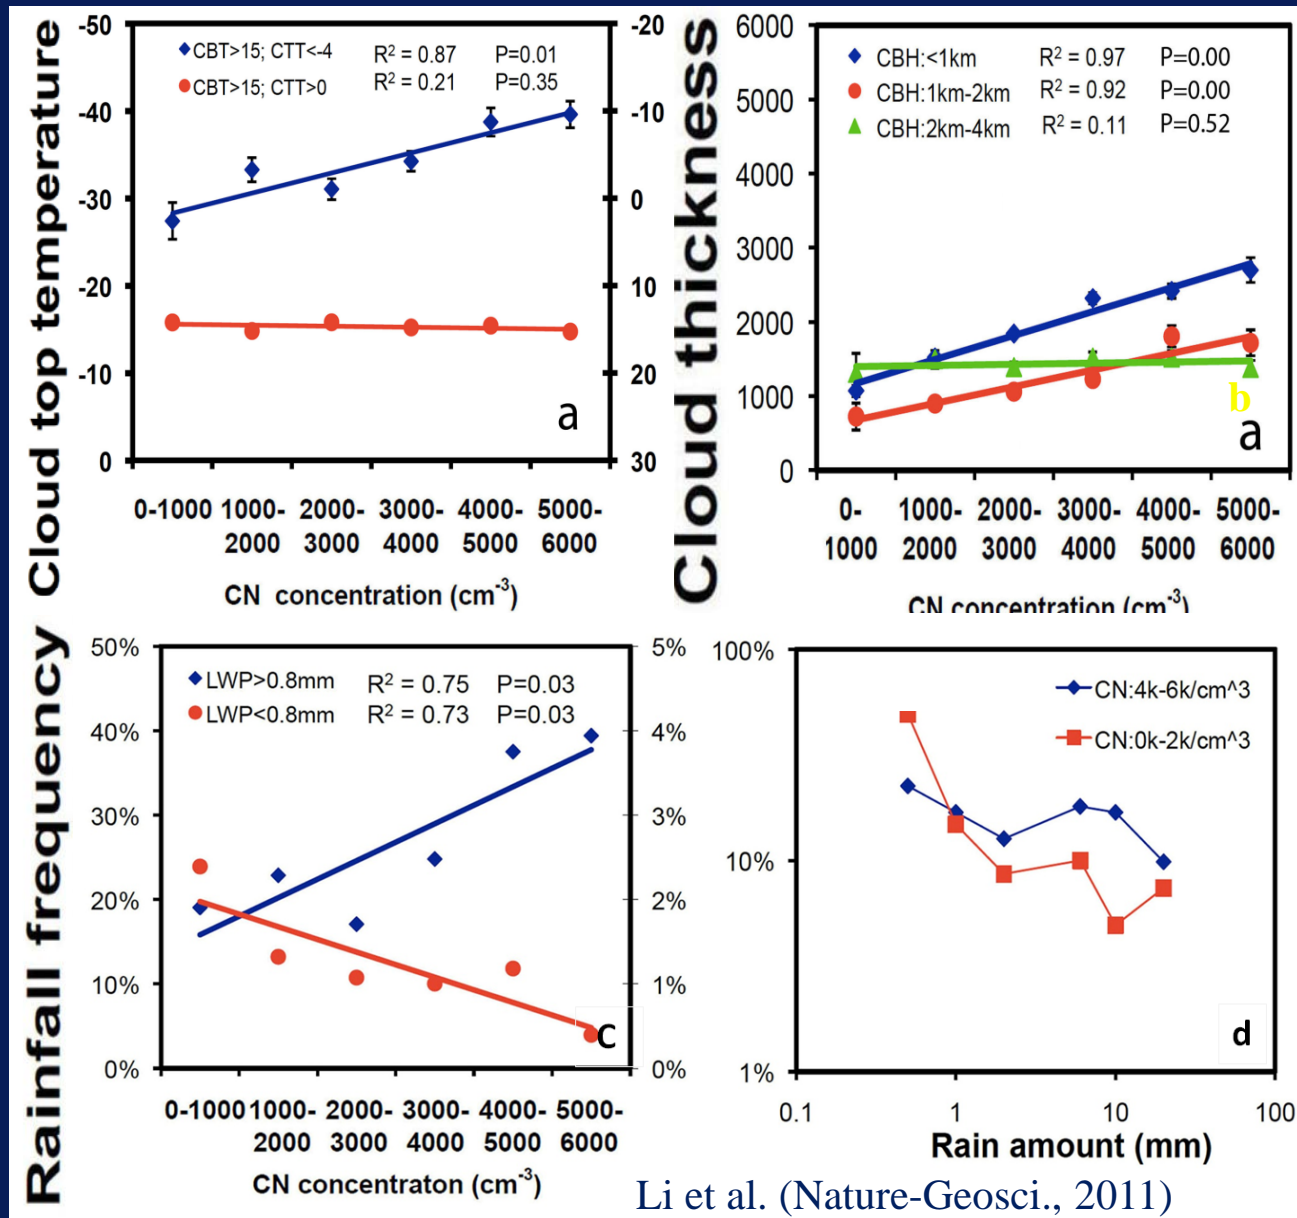 Cloud top temperature
-50
-40
-30
-20
-10
0
-20
-10
0
10
20
30
CBT>15; CTT<-4 R² = 0.87 P=0.01
CBT>15; CTT>0 R² = 0.21 P=0.35
a
0-1000 1000- 2000- 3000- 4000- 5000-
2000 3000 4000 5000 6000
CN concentration (cm⁻³)
Cloud thickness
6000
5000
4000
3000
2000
1000
0
CBH:<1km R² = 0.97 P=0.00
CBH:1km-2km R² = 0.92 P=0.00
CBH:2km-4km R² = 0.11 P=0.52
b
a
0- 1000- 2000- 3000- 4000- 5000-
1000 2000 3000 4000 5000 6000
CN concentration (cm⁻³)
Rainfall frequency
50%
40%
30%
20%
10%
0%
5%
4%
3%
2%
1%
0%
LWP>0.8mm R² = 0.75 P=0.03
LWP<0.8mm R² = 0.73 P=0.03
c
0-1000 1000- 2000- 3000- 4000- 5000-
2000 3000 4000 5000 6000
CN concentraton (cm⁻³)
100%
10%
1%
CN:4k-6k/cm^3
CN:0k-2k/cm^3
d
0.1 1 10 100
Rain amount (mm)
Li et al. (Nature-Geosci., 2011)